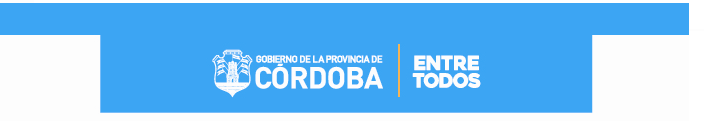 GOBIERNO DE LA PROVINCIA DE
CÓRDOBA
ENTRE
TODOS